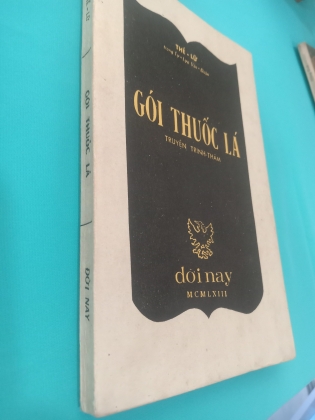 THẾ-LỮ
GÓI THUỐC LÁ
TRUYỆN TRINH-THÁM
đời nay
MCMLXIII
GÓI THUỐC LÁ
ĐỜI NAY